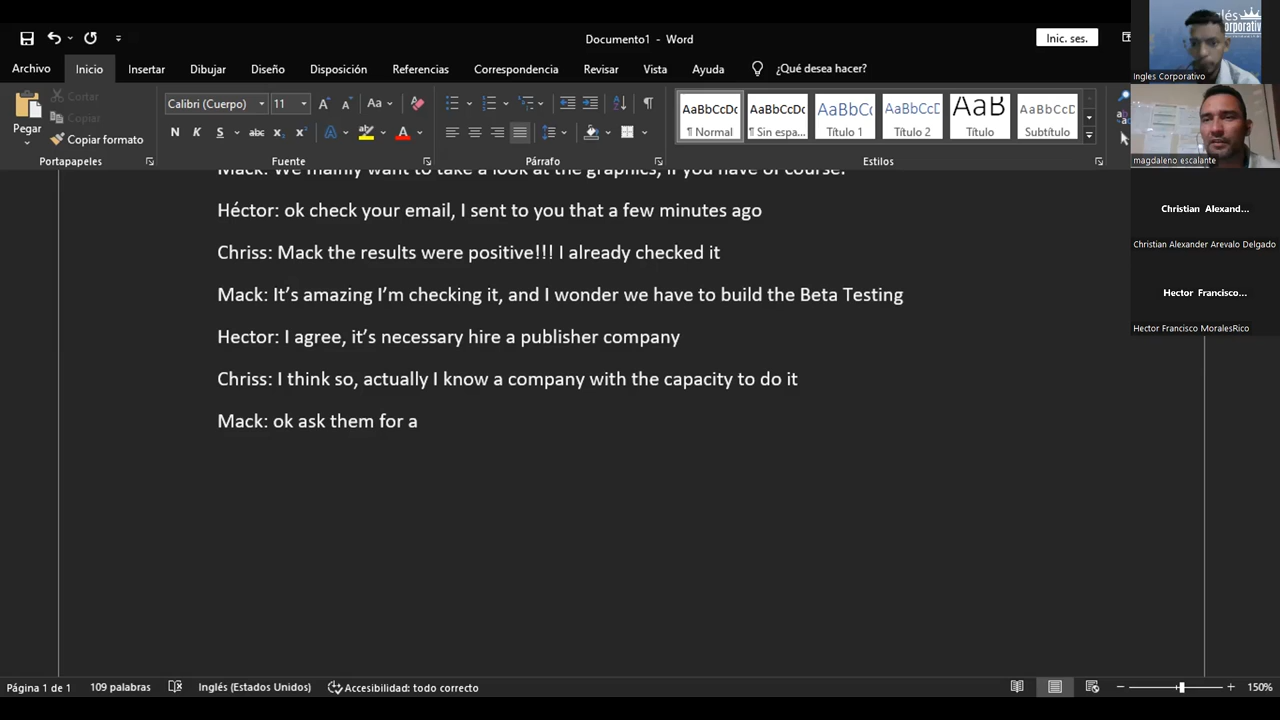 Documento1 - Word
Inic. ses.
Archivo
Inicio
Insertar
Dibujar
Diseño
Disposición
Referencias
Correspondencia
Revisar
Vista
Ayuda
¿Qué desea hacer?
Pegar
Cortar
Copiar
Copiar formato
Portapapeles
Calibri (Cuerpo)
11
Aa
N K S abc x A A
Fuente
Párrafo
AaBbCcDc
¶ Normal
AaBbCcDc
¶ Sin espa...
AaBbCc
Título 1
AaBbCcD
Título 2
AaB
Título
AaBbCcD
Subtítulo
Estilos
Mack: We mainly want to take a look at the graphics, if you have of course.
Héctor: ok check your email, I sent to you that a few minutes ago
Chriss: Mack the results were positive!!! I already checked it
Mack: It’s amazing I’m checking it, and I wonder we have to build the Beta Testing
Hector: I agree, it’s necessary hire a publisher company
Chriss: I think so, actually I know a company with the capacity to do it
Mack: ok ask them for a
Ingles Corporativo
magdaleno escalante
Christian Alexand...
Christian Alexander Arevalo Delgado
Hector Francisco...
Hector Francisco MoralesRico
Página 1 de 1
109 palabras
Inglés (Estados Unidos)
Accesibilidad: todo correcto
150%